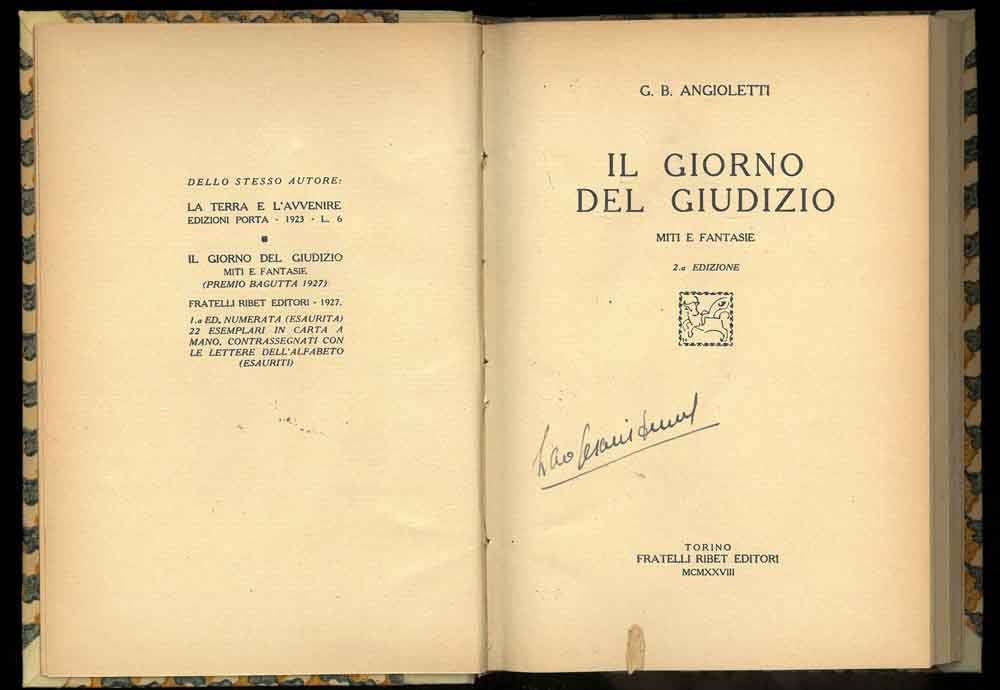 DELLO STESSO AUTORE:
LA TERRA E L'AVVENIRE
EDIZIONI PORTA - 1923 - L. 6
IL GIORNO DEL GIUDIZIO
MITI E FANTASIE
(PREMIO BAGUTTA 1927)
FRATELLI RIBET EDITORI - 1927.
1.a ED. NUMERATA (ESAURITA)
22 ESEMPLARI IN CARTA A
MANO, CONTRASSEGNATI CON
LE LETTERE DELL'ALFABETO
(ESAURITI)
G. B. ANGIOLETTI
IL GIORNO
DEL GIUDIZIO
MITI E FANTASIE
2.a EDIZIONE
TORINO
FRATELLI RIBET EDITORI
MCMXXVIII